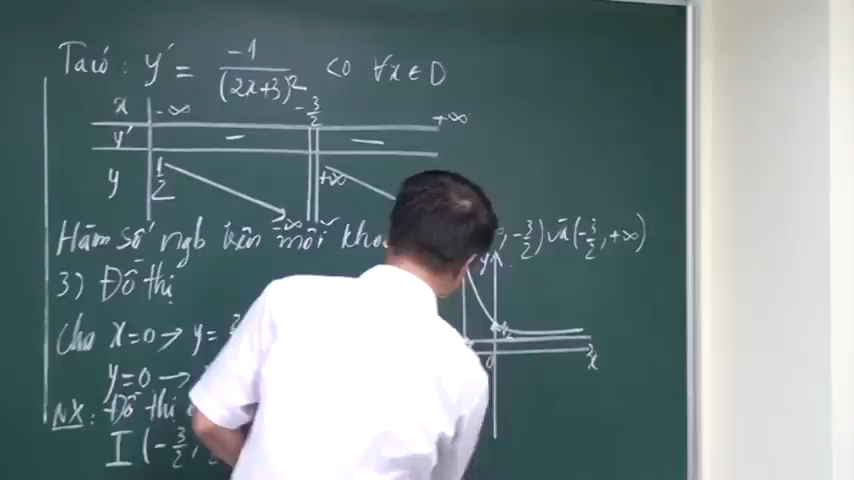 Ta có: y' = -1/(2x+3)² <0 ∀x ∈ D
x -∞ -3/2 +∞
y' - -
y 1/2 -∞ +∞
Hàm số ngb trên mỗi , -3/2) và (-3/2, +∞)
3) Đồ thị
Cho x=0 → y=
y=0 →
NX: Đồ thị
I (-3/2,
y
0 x